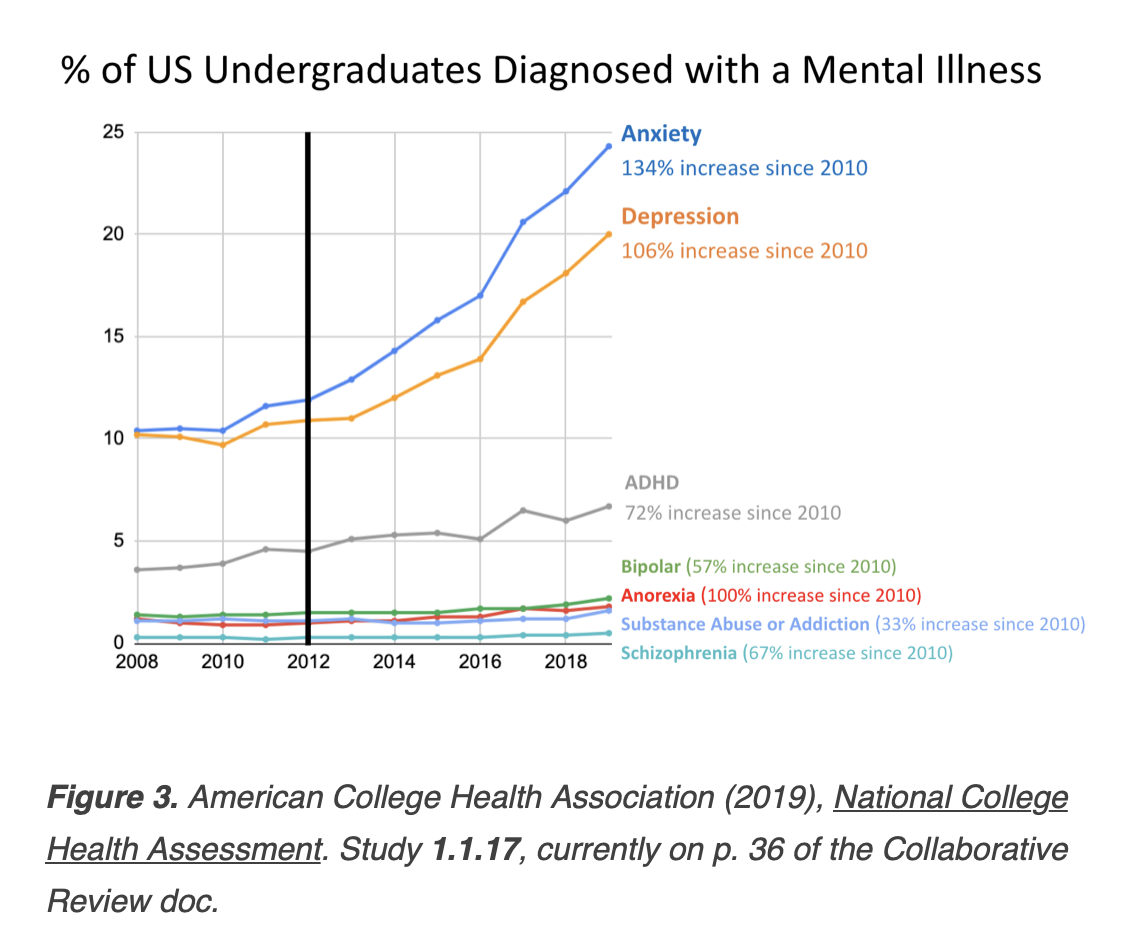 % of US Undergraduates Diagnosed with a Mental Illness
25
20
15
10
5
0
2008 2010 2012 2014 2016 2018
Anxiety
134% increase since 2010
Depression
106% increase since 2010
ADHD
72% increase since 2010
Bipolar (57% increase since 2010)
Anorexia (100% increase since 2010)
Substance Abuse or Addiction (33% increase since 2010)
Schizophrenia (67% increase since 2010)
Figure 3. American College Health Association (2019), National College
Health Assessment. Study 1.1.17, currently on p. 36 of the Collaborative
Review doc.